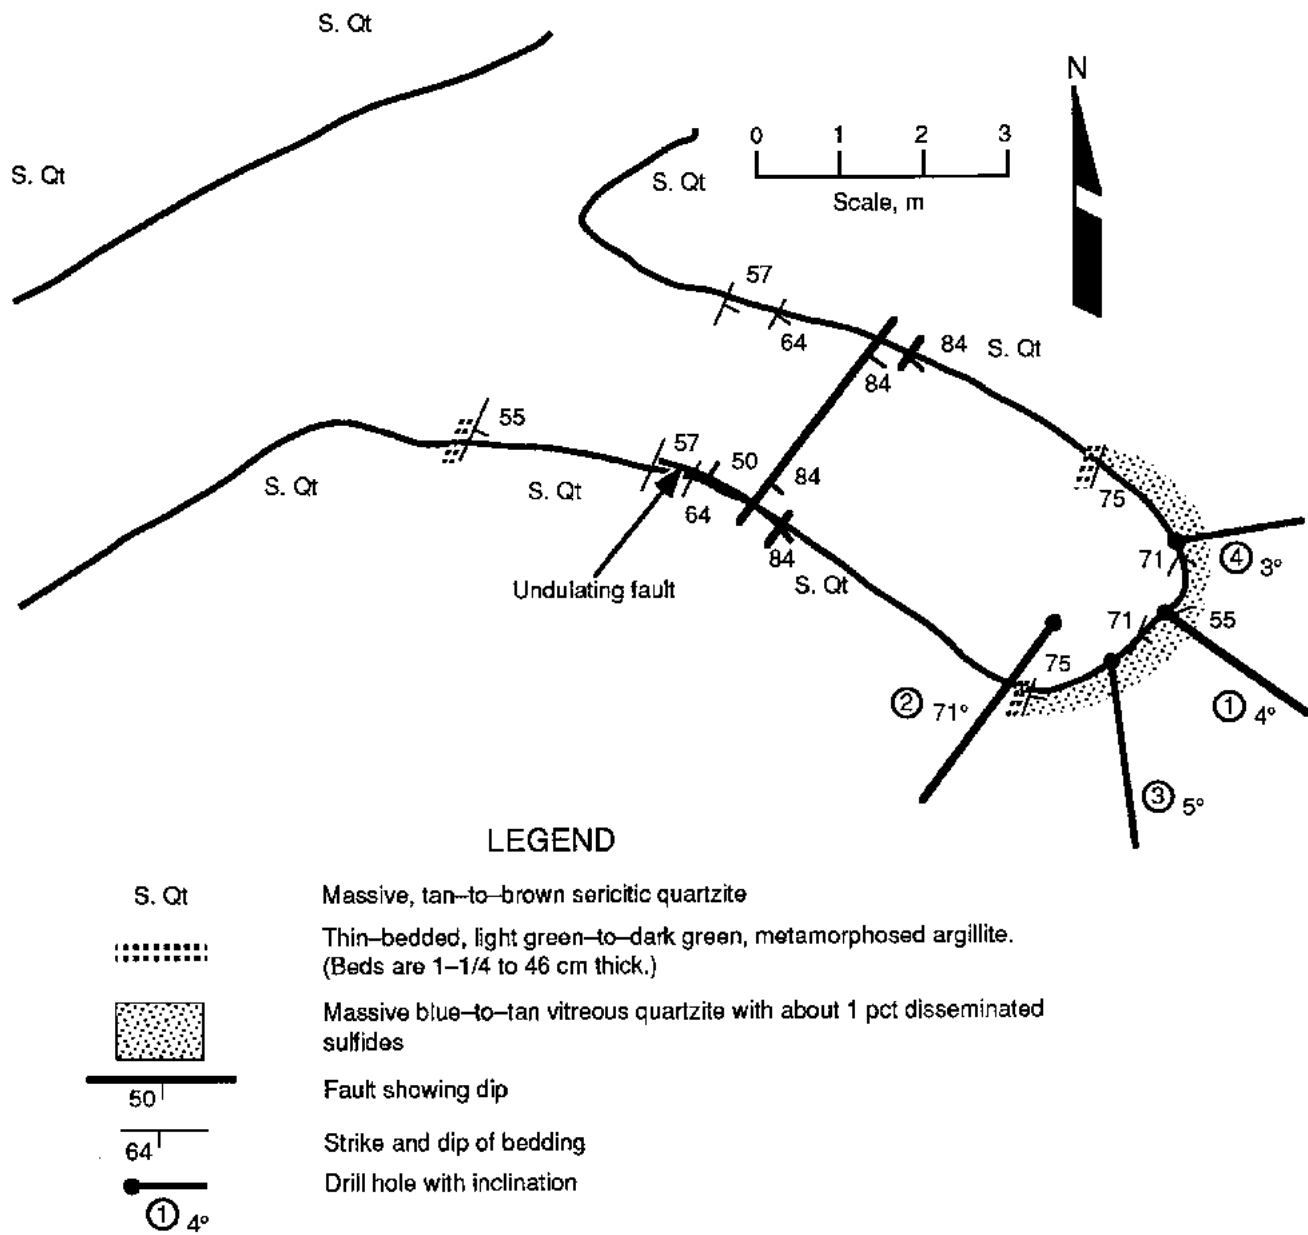 S. Qt
N
0 1 2 3
S. Qt
S. Qt
Scale, m
57
64
84
S. Qt
84
55
57
50
84
75
S. Qt
S. Qt
64
84
71
④ 3°
Undulating fault
S. Qt
71
55
75
② 71°
① 4°
③ 5°
LEGEND
S. Qt Massive, tan–to–brown sericitic quartzite
Thin–bedded, light green–to–dark green, metamorphosed argillite.
(Beds are 1–1/4 to 46 cm thick.)
Massive blue–to–tan vitreous quartzite with about 1 pct disseminated
sulfides
50 Fault showing dip
64 Strike and dip of bedding
Drill hole with inclination
① 4°